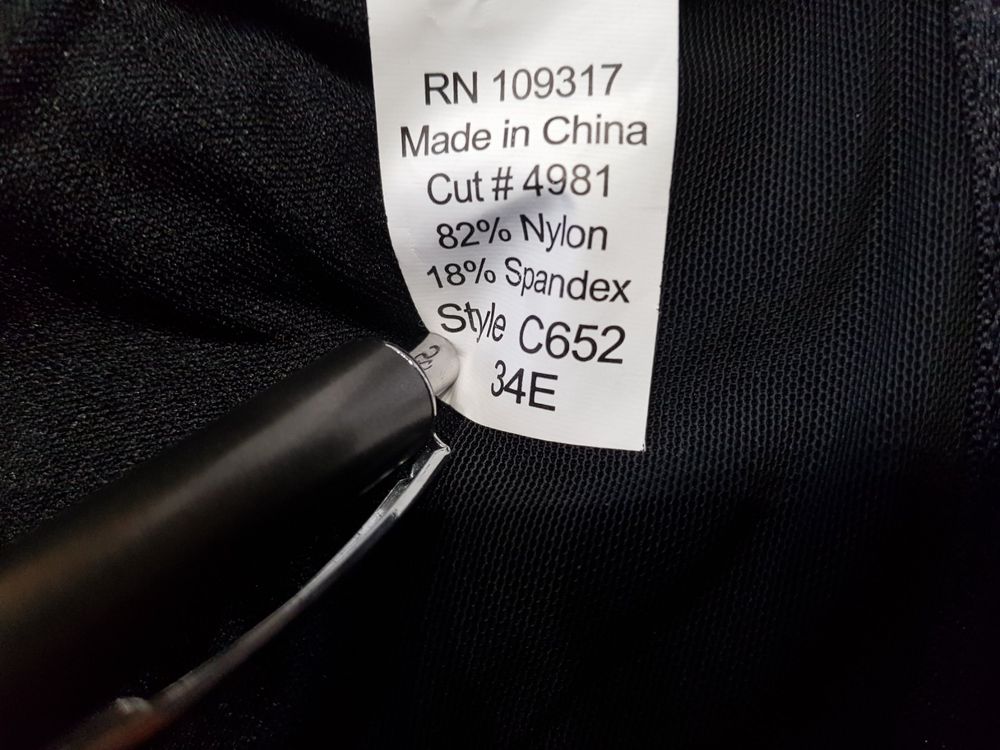 RN 109317
Made in China
Cut # 4981
82% Nylon
18% Spandex
Style C652
34E